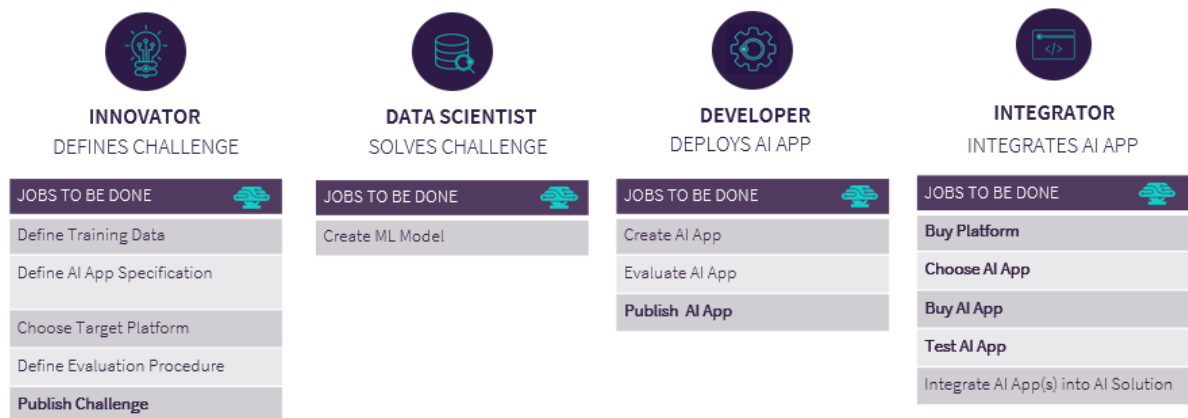 INNOVATOR
DEFINES CHALLENGE
JOBS TO BE DONE
Define Training Data
Define AI App Specification
Choose Target Platform
Define Evaluation Procedure
Publish Challenge
DATA SCIENTIST
SOLVES CHALLENGE
JOBS TO BE DONE
Create ML Model
DEVELOPER
DEPLOYS AI APP
JOBS TO BE DONE
Create AI App
Evaluate AI App
Publish AI App
INTEGRATOR
INTEGRATES AI APP
JOBS TO BE DONE
Buy Platform
Choose AI App
Buy AI App
Test AI App
Integrate AI App(s) into AI Solution